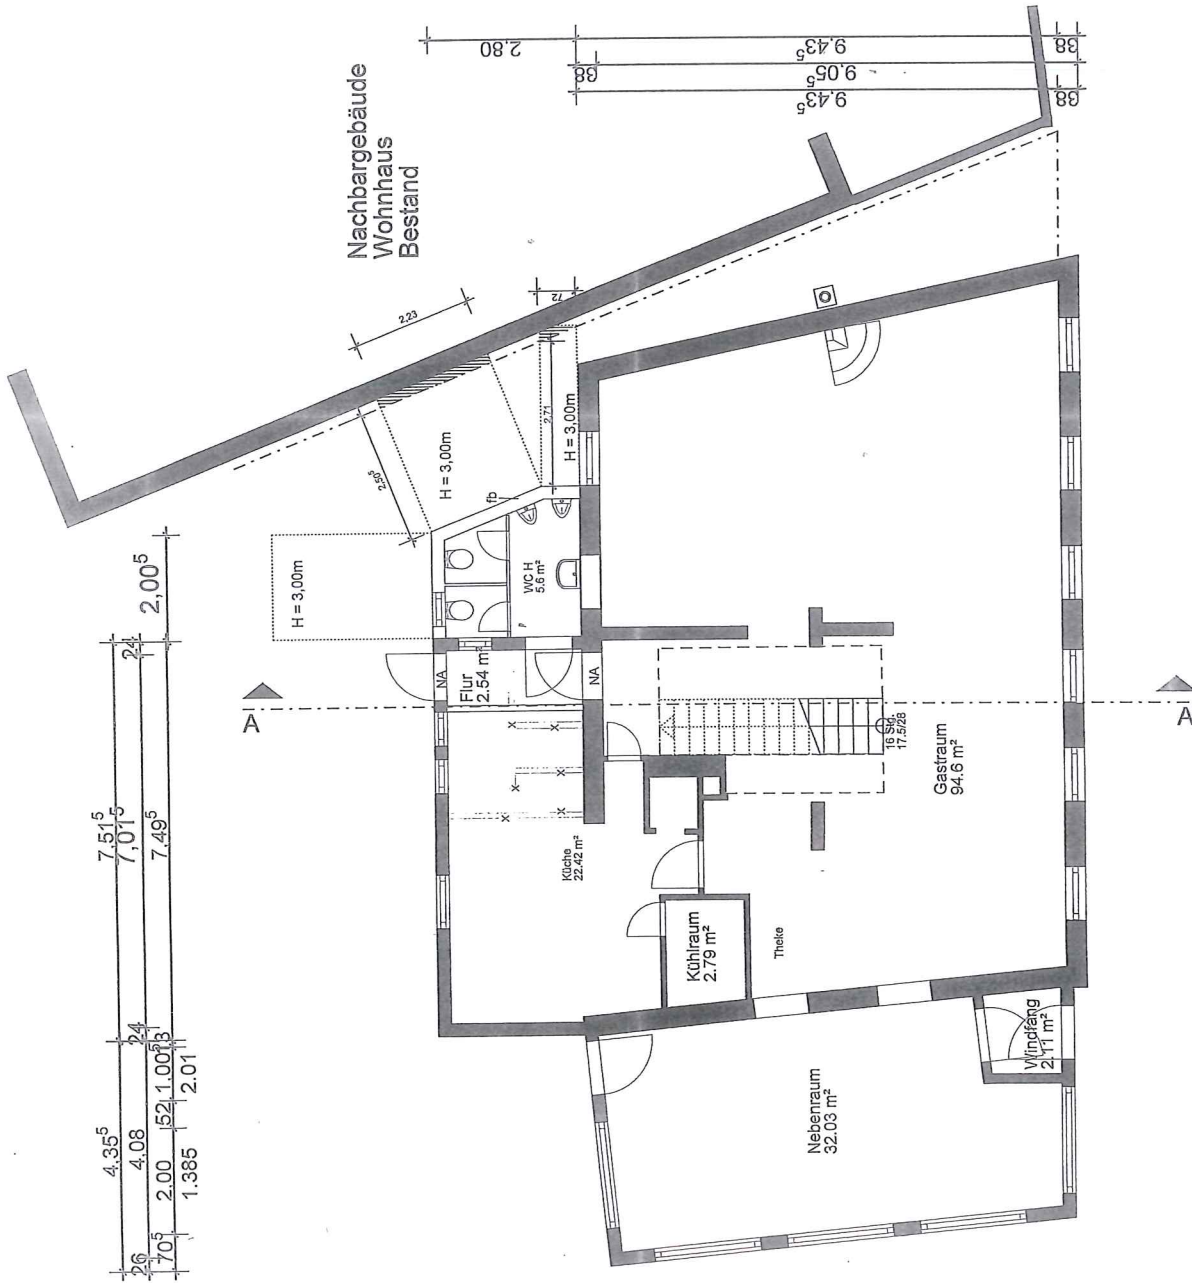 2.80
9.43⁵
38
38
9.05⁵
9.43⁵
38
Nachbargebäude
Wohnhaus
Bestand
2,23
72
2,50⁵
H = 3,00m
2,71
H = 3,00m
fb
H = 3,00m
2,00⁵
24
7.51⁵
7,01⁵
7.49⁵
24
4.35⁵
4.08
26
70⁵
2.00
52
1.00⁵
13
1.385
2.01
A
A
NA
NA
Flur
2.54 m²
WC H
5.6 m²
Küche
22.42 m²
Kühlraum
2.79 m²
Theke
16 Stg.
17.5/28
Gastraum
94.6 m²
Nebenraum
32.03 m²
Windfang
2.11 m²